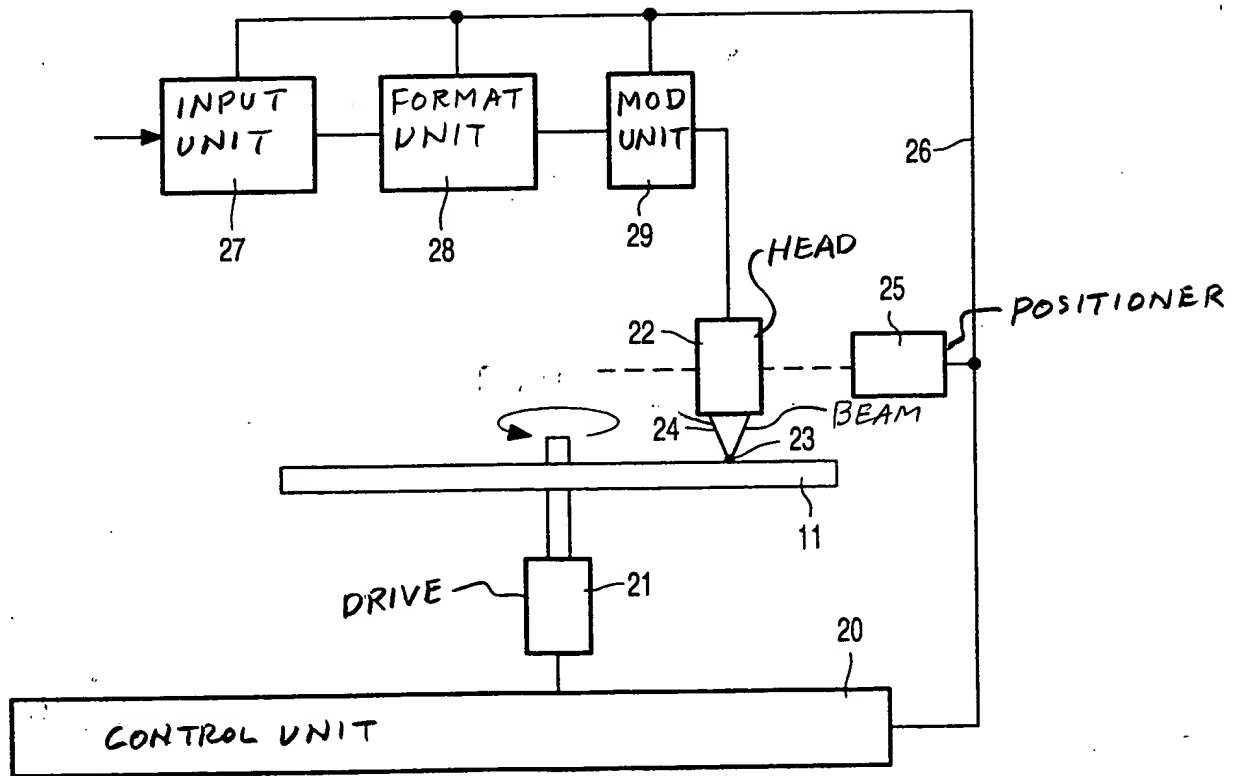 INPUT
UNIT
FORMAT
UNIT
MOD
UNIT
26
27
28
29
HEAD
25
POSITIONER
22
24
BEAM
23
11
DRIVE
21
20
CONTROL UNIT